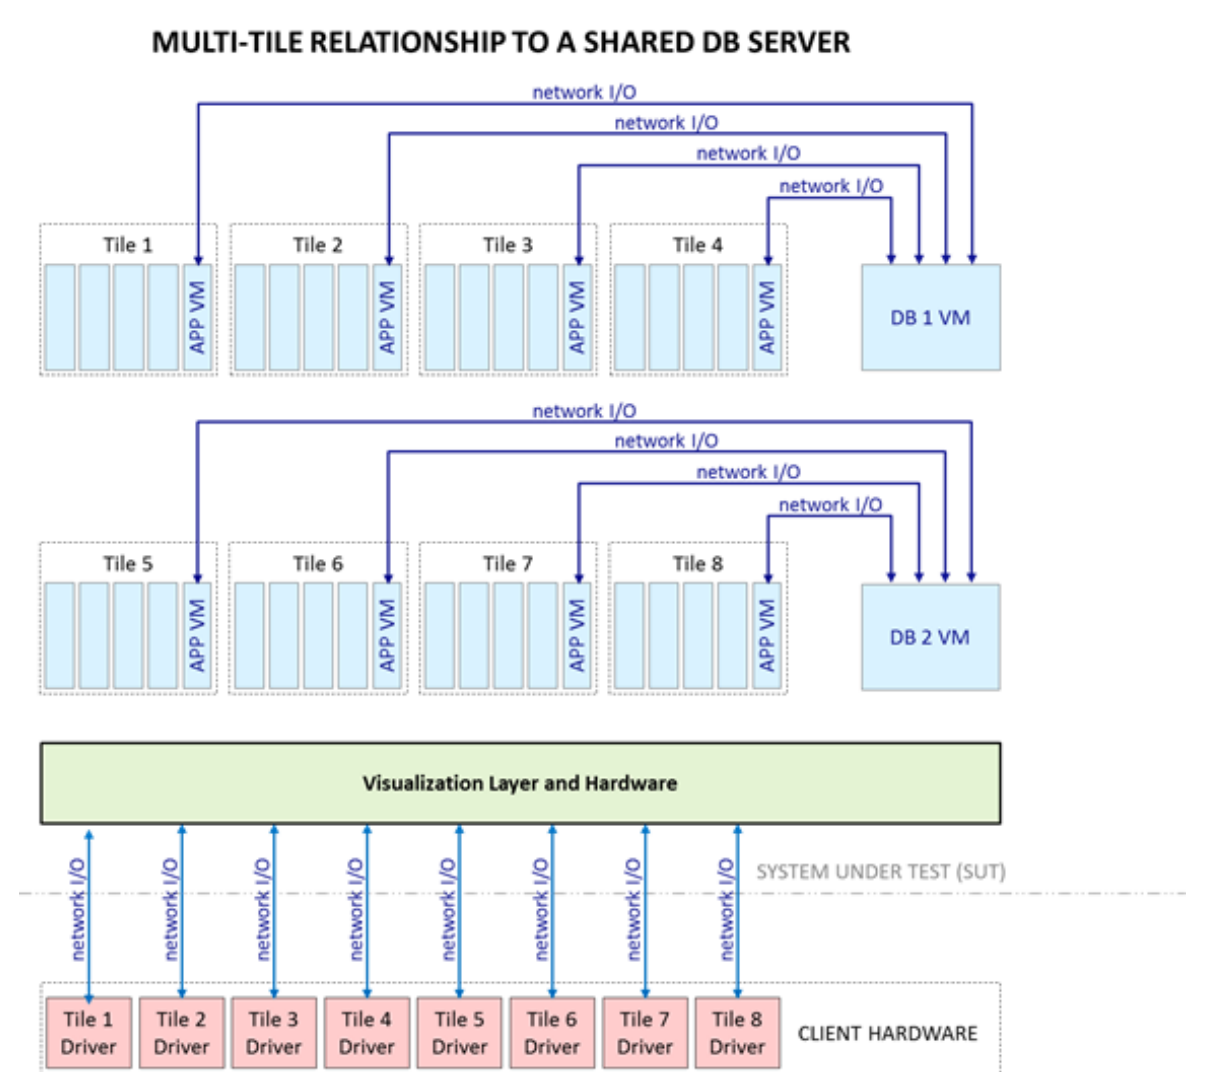 MULTI-TILE RELATIONSHIP TO A SHARED DB SERVER
network I/O
network I/O
network I/O
network I/O
Tile 1
Tile 2
Tile 3
Tile 4
APP VM
APP VM
APP VM
APP VM
DB 1 VM
network I/O
network I/O
network I/O
network I/O
Tile 5
Tile 6
Tile 7
Tile 8
APP VM
APP VM
APP VM
APP VM
DB 2 VM
Visualization Layer and Hardware
network I/O
network I/O
network I/O
network I/O
network I/O
network I/O
network I/O
network I/O
SYSTEM UNDER TEST (SUT)
Tile 1
Driver
Tile 2
Driver
Tile 3
Driver
Tile 4
Driver
Tile 5
Driver
Tile 6
Driver
Tile 7
Driver
Tile 8
Driver
CLIENT HARDWARE